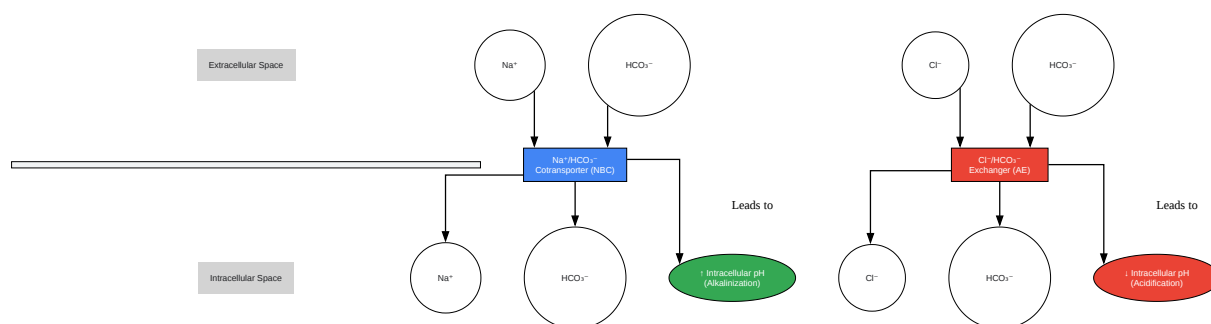 Extracellular Space
Na⁺
HCO₃⁻
Cl⁻
HCO₃⁻
Na⁺/HCO₃⁻
Cotransporter (NBC)
Cl⁻/HCO₃⁻
Exchanger (AE)
Leads to
Leads to
Intracellular Space
Na⁺
HCO₃⁻
↑ Intracellular pH
(Alkalinization)
Cl⁻
HCO₃⁻
↓ Intracellular pH
(Acidification)